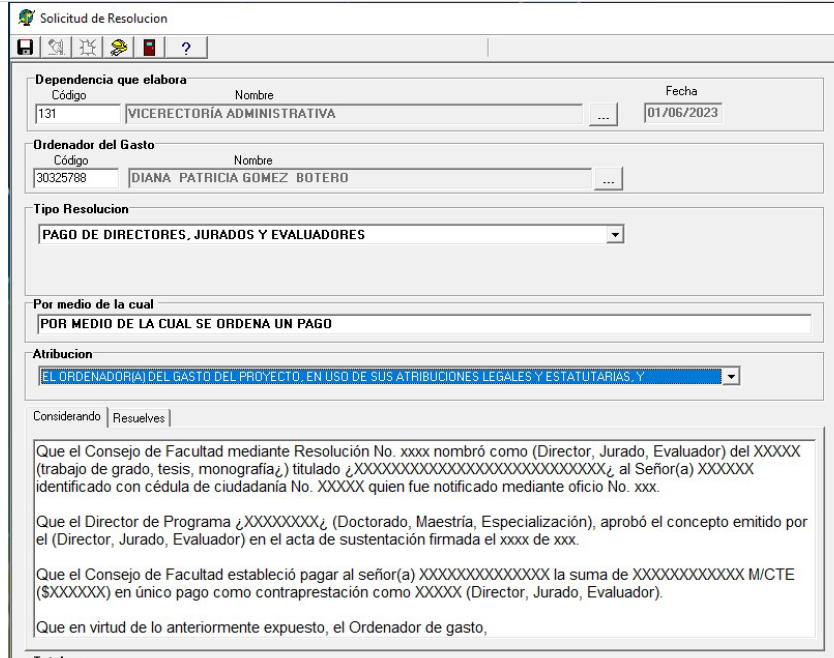 Solicitud de Resolucion
?
Dependencia que elabora
Código Nombre Fecha
131 VICERECTORÍA ADMINISTRATIVA ... 01/06/2023
Ordenador del Gasto
Código Nombre
30325788 DIANA PATRICIA GOMEZ BOTERO ...
Tipo Resolucion
PAGO DE DIRECTORES, JURADOS Y EVALUADORES
Por medio de la cual
POR MEDIO DE LA CUAL SE ORDENA UN PAGO
Atribucion
EL ORDENADOR(A) DEL GASTO DEL PROYECTO, EN USO DE SUS ATRIBUCIONES LEGALES Y ESTATUTARIAS, Y
Considerando Resuelves
Que el Consejo de Facultad mediante Resolución No. xxxx nombró como (Director, Jurado, Evaluador) del XXXXX
(trabajo de grado, tesis, monografía¿) titulado ¿XXXXXXXXXXXXXXXXXXXXXXXXXXX¿ al Señor(a) XXXXXX
identificado con cédula de ciudadanía No. XXXXX quien fue notificado mediante oficio No. xxx.
Que el Director de Programa ¿XXXXXXXX¿ (Doctorado, Maestría, Especialización), aprobó el concepto emitido por
el (Director, Jurado, Evaluador) en el acta de sustentación firmada el xxxx de xxx.
Que el Consejo de Facultad estableció pagar al señor(a) XXXXXXXXXXXXXX la suma de XXXXXXXXXXXX M/CTE
($XXXXXX) en único pago como contraprestación como XXXXX (Director, Jurado, Evaluador).
Que en virtud de lo anteriormente expuesto, el Ordenador de gasto,